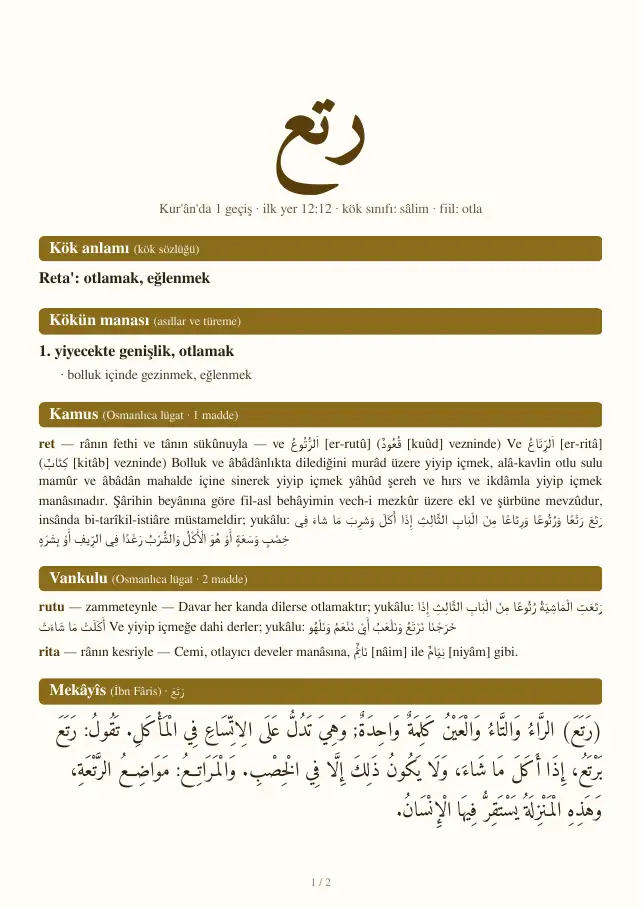 رتع
Kur'ân'da 1 geçiş · ilk yer 12:12 · kök sınıfı: sâlim · fiil: otla
Kök anlamı (kök sözlüğü)
Reta': otlamak, eğlenmek
Kökün manası (asıllar ve türeme)
1. yiyecekte genişlik, otlamak
· bolluk içinde gezinmek, eğlenmek
Kamus (Osmanlıca lügat · 1 madde)
ret — rânın fethi ve tânın sükûnuyla — ve اَلرُّتُوعُ [er-rutû] (قُعُودٌ [kuûd] vezninde) Ve اَلرِّتَاعُ [er-ritâ]
(كِتَابٌ [kitâb] vezninde) Bolluk ve âbâdânlıkta dilediğini murâd üzere yiyip içmek, alâ-kavlin otlu sulu
mamûr ve âbâdân mahalde içine sinerek yiyip içmek yâhûd şereh ve hırs ve ikdâmla yiyip içmek
manâsınadır. Şârihin beyânına göre fil-asl behâyimin vech-i mezkûr üzere ekl ve şürbüne mevzûdur,
insânda bi-tarîkil-istiâre müstameldir; yukâlu: رَتَعَ رَتْعًا وَرُتُوعًا وَرِتَاعًا مِنَ الْبَابِ الثَّالِثِ إِذَا أَكَلَ وَشَرِبَ مَا شَاءَ فِي
خِصْبٍ وَسَعَةٍ أَوْ هُوَ الْأَكْلُ وَالشُّرْبُ رَغَدًا فِي الرِّيفِ أَوْ بِشَرَهٍ
Vankulu (Osmanlıca lügat · 2 madde)
rutu — zammeteynle — Davar her kanda dilerse otlamaktır; yukâlu: رَتَعَتِ الْمَاشِيَةُ رُتُوعًا مِنَ الْبَابِ الثَّالِثِ إِذَا
أَكَلَتْ مَا شَاءَتْ Ve yiyip içmeğe dahi derler; yukâlu: خَرَجْنَا نَرْتَعُ وَنَلْعَبُ أَيْ نَنْعَمُ وَنَلْهُو
rita — rânın kesriyle — Cemi, otlayıcı develer manâsına, نَائِمٌ [nâim] ile نِيَامٌ [niyâm] gibi.
Mekâyîs (İbn Fâris) · رَتَعَ
(رَتَعَ) الرَّاءُ وَالتَّاءُ وَالْعَيْنُ كَلِمَةٌ وَاحِدَةٌ; وَهِيَ تَدُلُّ عَلَى الِاتِّسَاعِ فِي الْمَأْكَلِ. تَقُولُ: رَتَعَ
يَرْتَعُ، إِذَا أَكَلَ مَا شَاءَ، وَلَا يَكُونُ ذَلِكَ إِلَّا فِي الْخِصْبِ. وَالْمَرَاتِعُ: مَوَاضِعُ الرَّتْعَةِ،
وَهَذِهِ الْمَنْزِلَةُ يَسْتَقِرُّ فِيهَا الْإِنْسَانُ.
1 / 2